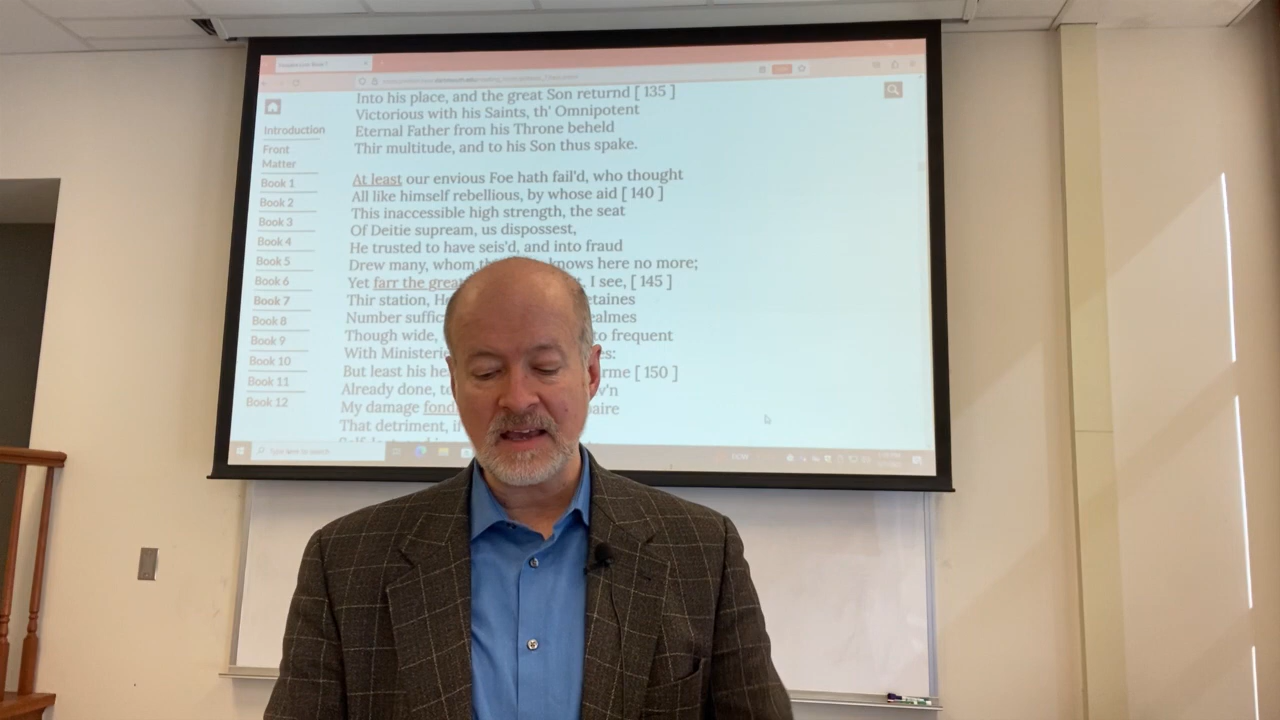 Into his place, and the great Son returnd [ 135 ]
Victorious with his Saints, th' Omnipotent
Eternal Father from his Throne beheld
Thir multitude, and to his Son thus spake.
At least our envious Foe hath fail'd, who thought
All like himself rebellious, by whose aid [ 140 ]
This inaccessible high strength, the seat
Of Deitie supream, us dispossest,
He trusted to have seis'd, and into fraud
Drew many, whom knows here no more;
Yet farr the I see, [ 145 ]
Thir station,
Number
Though wide, to frequent
With
But least his [ 150 ]
Already done,
My damage
That detriment,
Introduction
Front
Matter
Book 1
Book 2
Book 3
Book 4
Book 5
Book 6
Book 7
Book 8
Book 9
Book 10
Book 11
Book 12
Type here to search